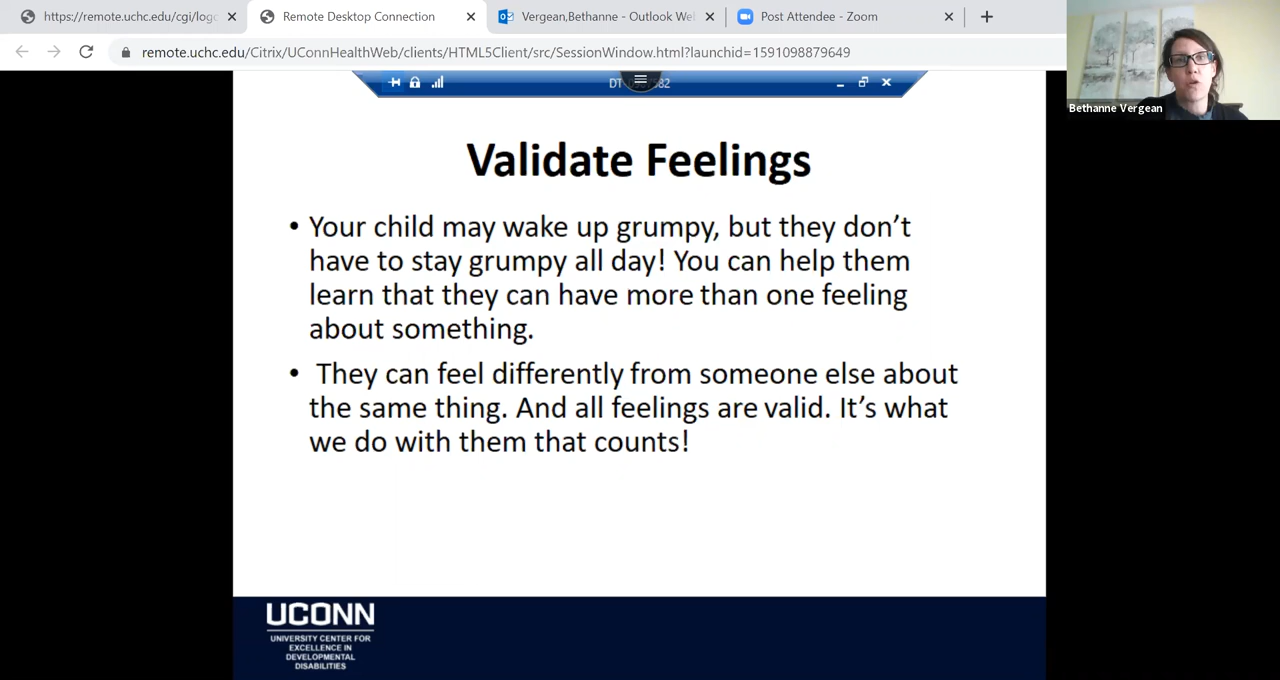 https://remote.uchc.edu/cgi/logo
Remote Desktop Connection
Vergean,Bethanne - Outlook We
Post Attendee - Zoom
remote.uchc.edu/Citrix/UConnHealthWeb/clients/HTML5Client/src/SessionWindow.html?launchid=1591098879649
Bethanne Vergean
Validate Feelings
• Your child may wake up grumpy, but they don’t
have to stay grumpy all day! You can help them
learn that they can have more than one feeling
about something.
• They can feel differently from someone else about
the same thing. And all feelings are valid. It’s what
we do with them that counts!
UCONN
UNIVERSITY CENTER FOR
EXCELLENCE IN
DEVELOPMENTAL
DISABILITIES